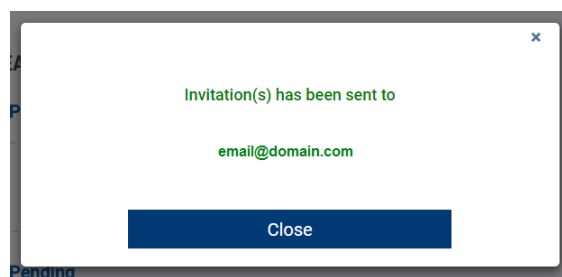 ×
Invitation(s) has been sent to
email@domain.com
Close
Pending